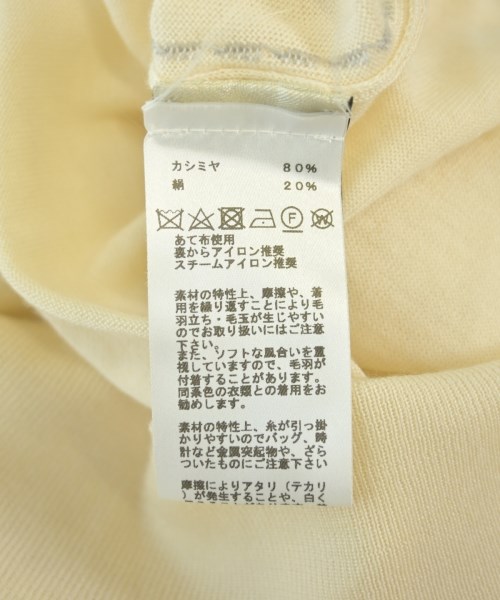 カシミヤ 80%
絹 20%
F W
あて布使用
裏からアイロン推奨
スチームアイロン推奨
素材の特性上、摩擦や、着
用を繰り返すことにより毛
羽立ち・毛玉が生じやすい
のでお取り扱いにはご注意
下さい。
また、ソフトな風合いを重
視していますので、毛羽が
付着することがあります。
同系色の衣類との着用をお
勧めします。
素材の特性上、糸が引っ掛
かりやすいのでバッグ、時
計など金属突起物や、ざら
ついたものにご注意下さい
摩擦によりアタリ（テカリ
）が発生することや、白く